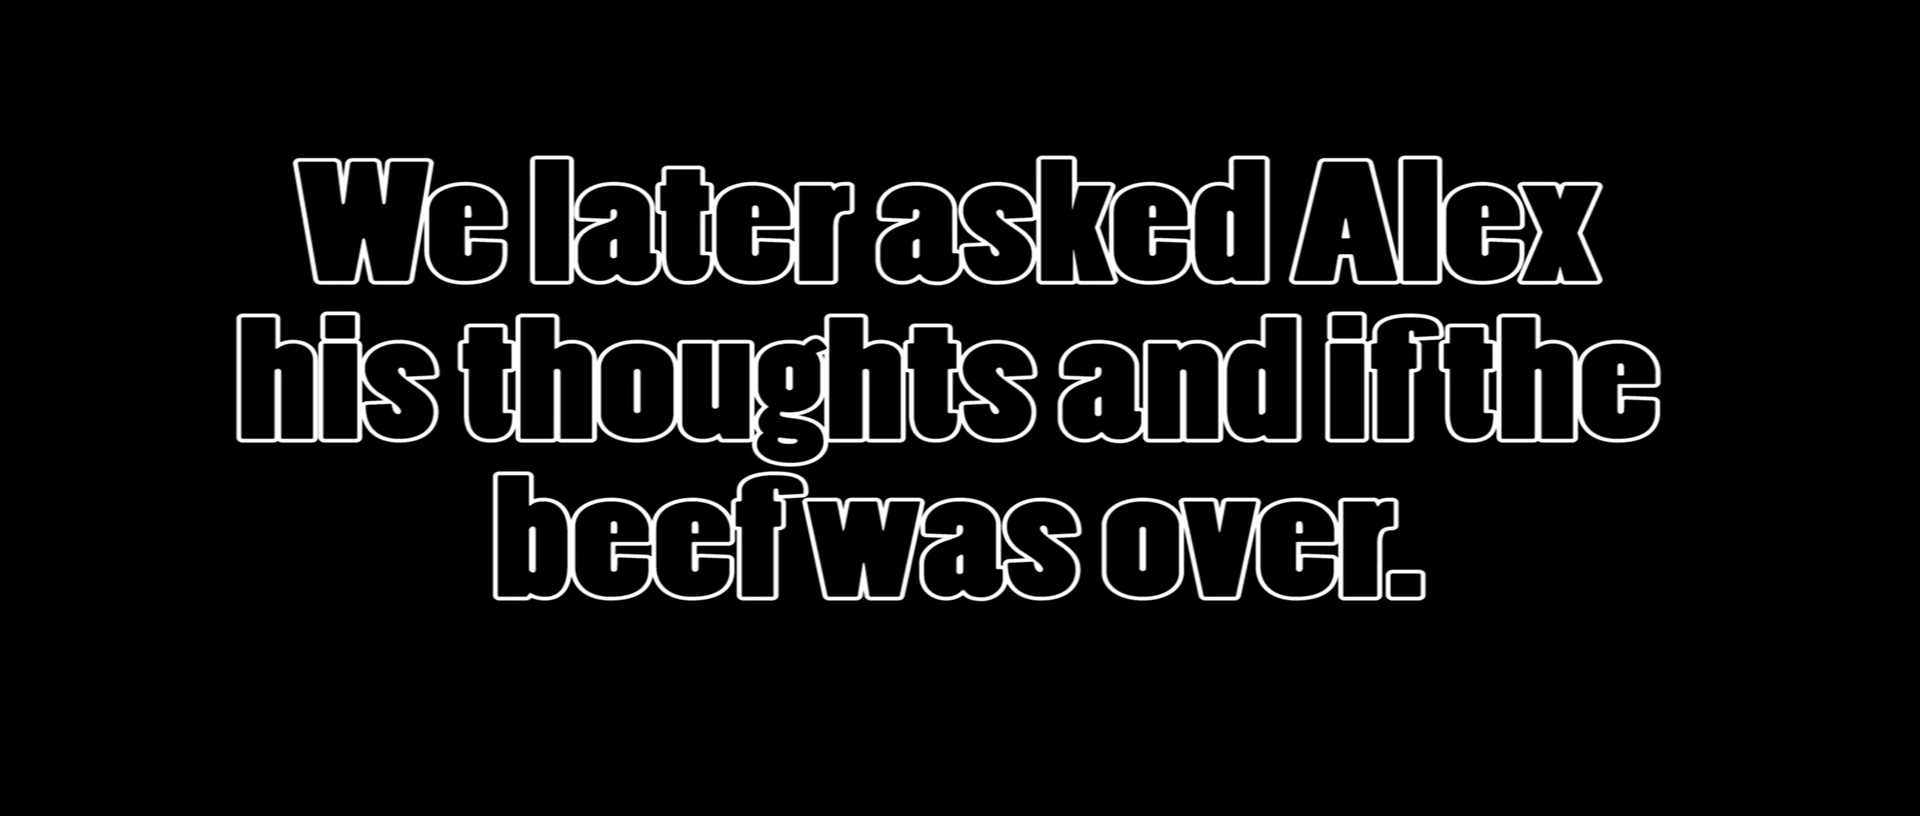 We later asked Alex
his thoughts and if the
beef was over.